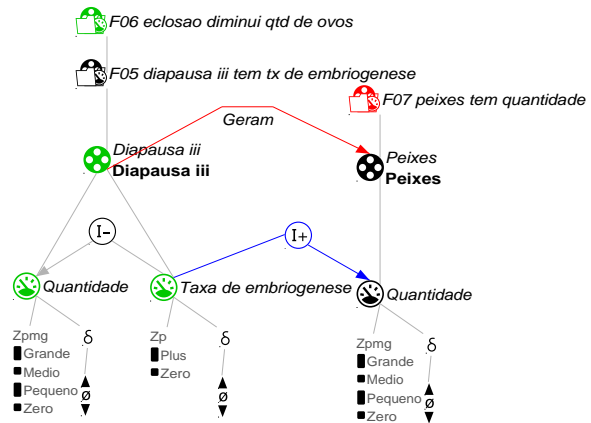 F06 eclosao diminui qtd de ovos
F05 diapausa iii tem tx de embriogenese
F07 peixes tem quantidade
Geram
Diapausa iii
Diapausa iii
Peixes
Peixes
I-
I+
Quantidade
Taxa de embriogenese
Quantidade
Zpmg δ
Grande
Medio
Pequeno ø
Zero
Zp δ
Plus
Zero
ø
Zpmg δ
Grande
Medio
Pequeno ø
Zero